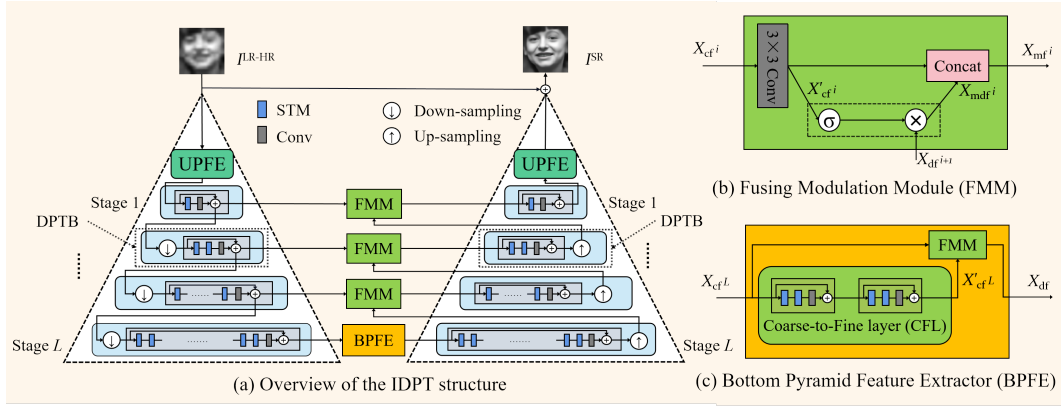 I^LR-HR
I^SR
STM
Conv
Down-sampling
Up-sampling
UPFE
UPFE
Stage 1
DPTB
FMM
FMM
FMM
Stage 1
DPTB
Stage L
BPFE
Stage L
(a) Overview of the IDPT structure
X_cf^i
3×3 Conv
X'_cf^i
σ
×
Concat
X_mdf^i
X_mf^i
X_df^i+1
(b) Fusing Modulation Module (FMM)
X_cf^L
FMM
X'_cf^L
X_df
Coarse-to-Fine layer (CFL)
(c) Bottom Pyramid Feature Extractor (BPFE)